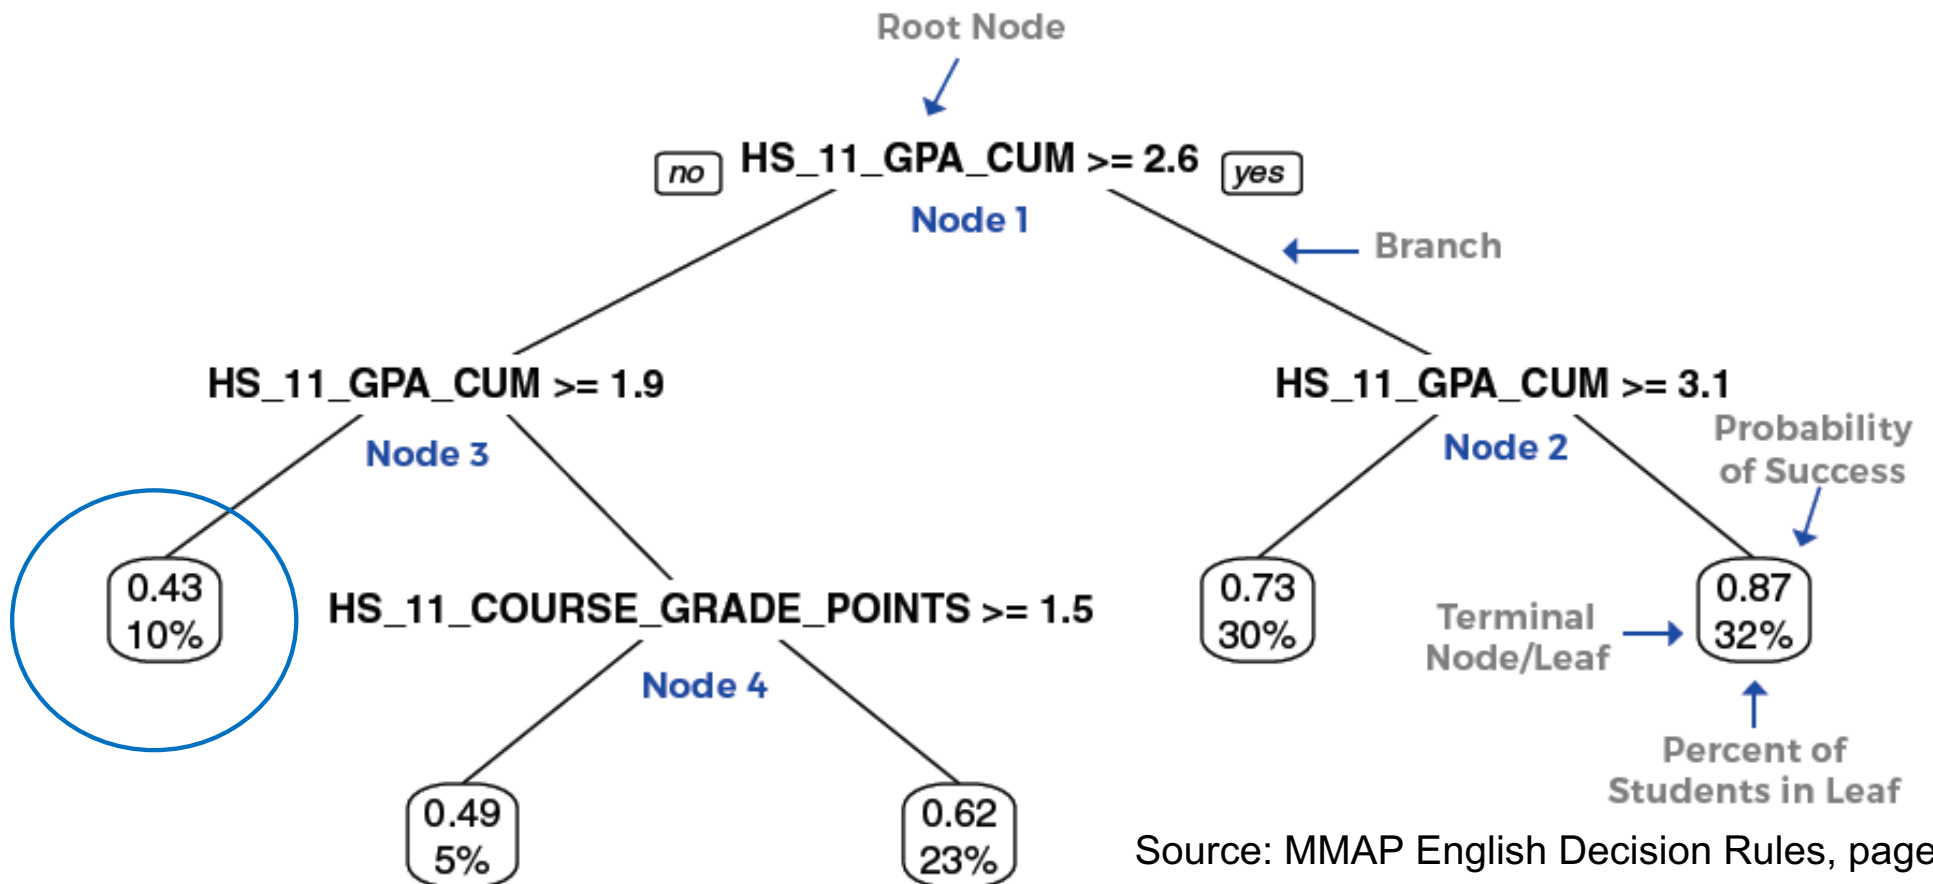 Root Node
no
HS_11_GPA_CUM >= 2.6
yes
Node 1
Branch
HS_11_GPA_CUM >= 1.9
HS_11_GPA_CUM >= 3.1
Node 3
Node 2
Probability
of Success
0.43
10%
HS_11_COURSE_GRADE_POINTS >= 1.5
0.73
30%
Terminal
Node/Leaf
0.87
32%
Node 4
Percent of
Students in Leaf
0.49
5%
0.62
23%
Source: MMAP English Decision Rules, page